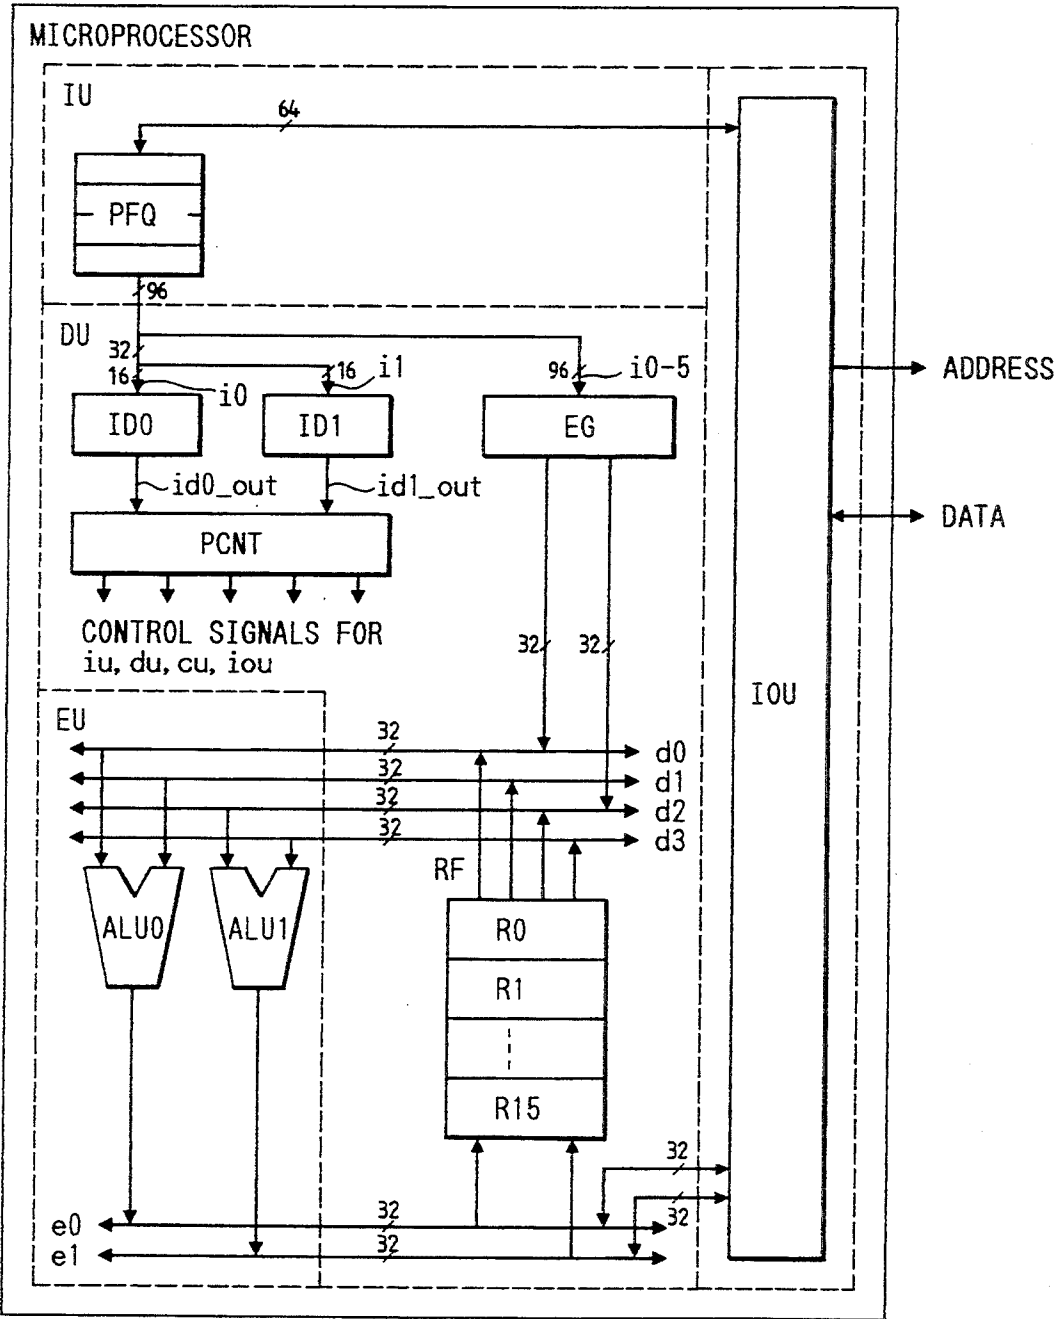 MICROPROCESSOR
IU
64
PFQ
96
DU
32
16
i0
16
i1
96
i0-5
ADDRESS
ID0
ID1
EG
id0_out
id1_out
DATA
PCNT
CONTROL SIGNALS FOR
iu, du, cu, iou
32
32
IOU
EU
32
d0
32
d1
32
d2
32
d3
RF
ALU0
ALU1
R0
R1
R15
32
32
e0
32
e1
32